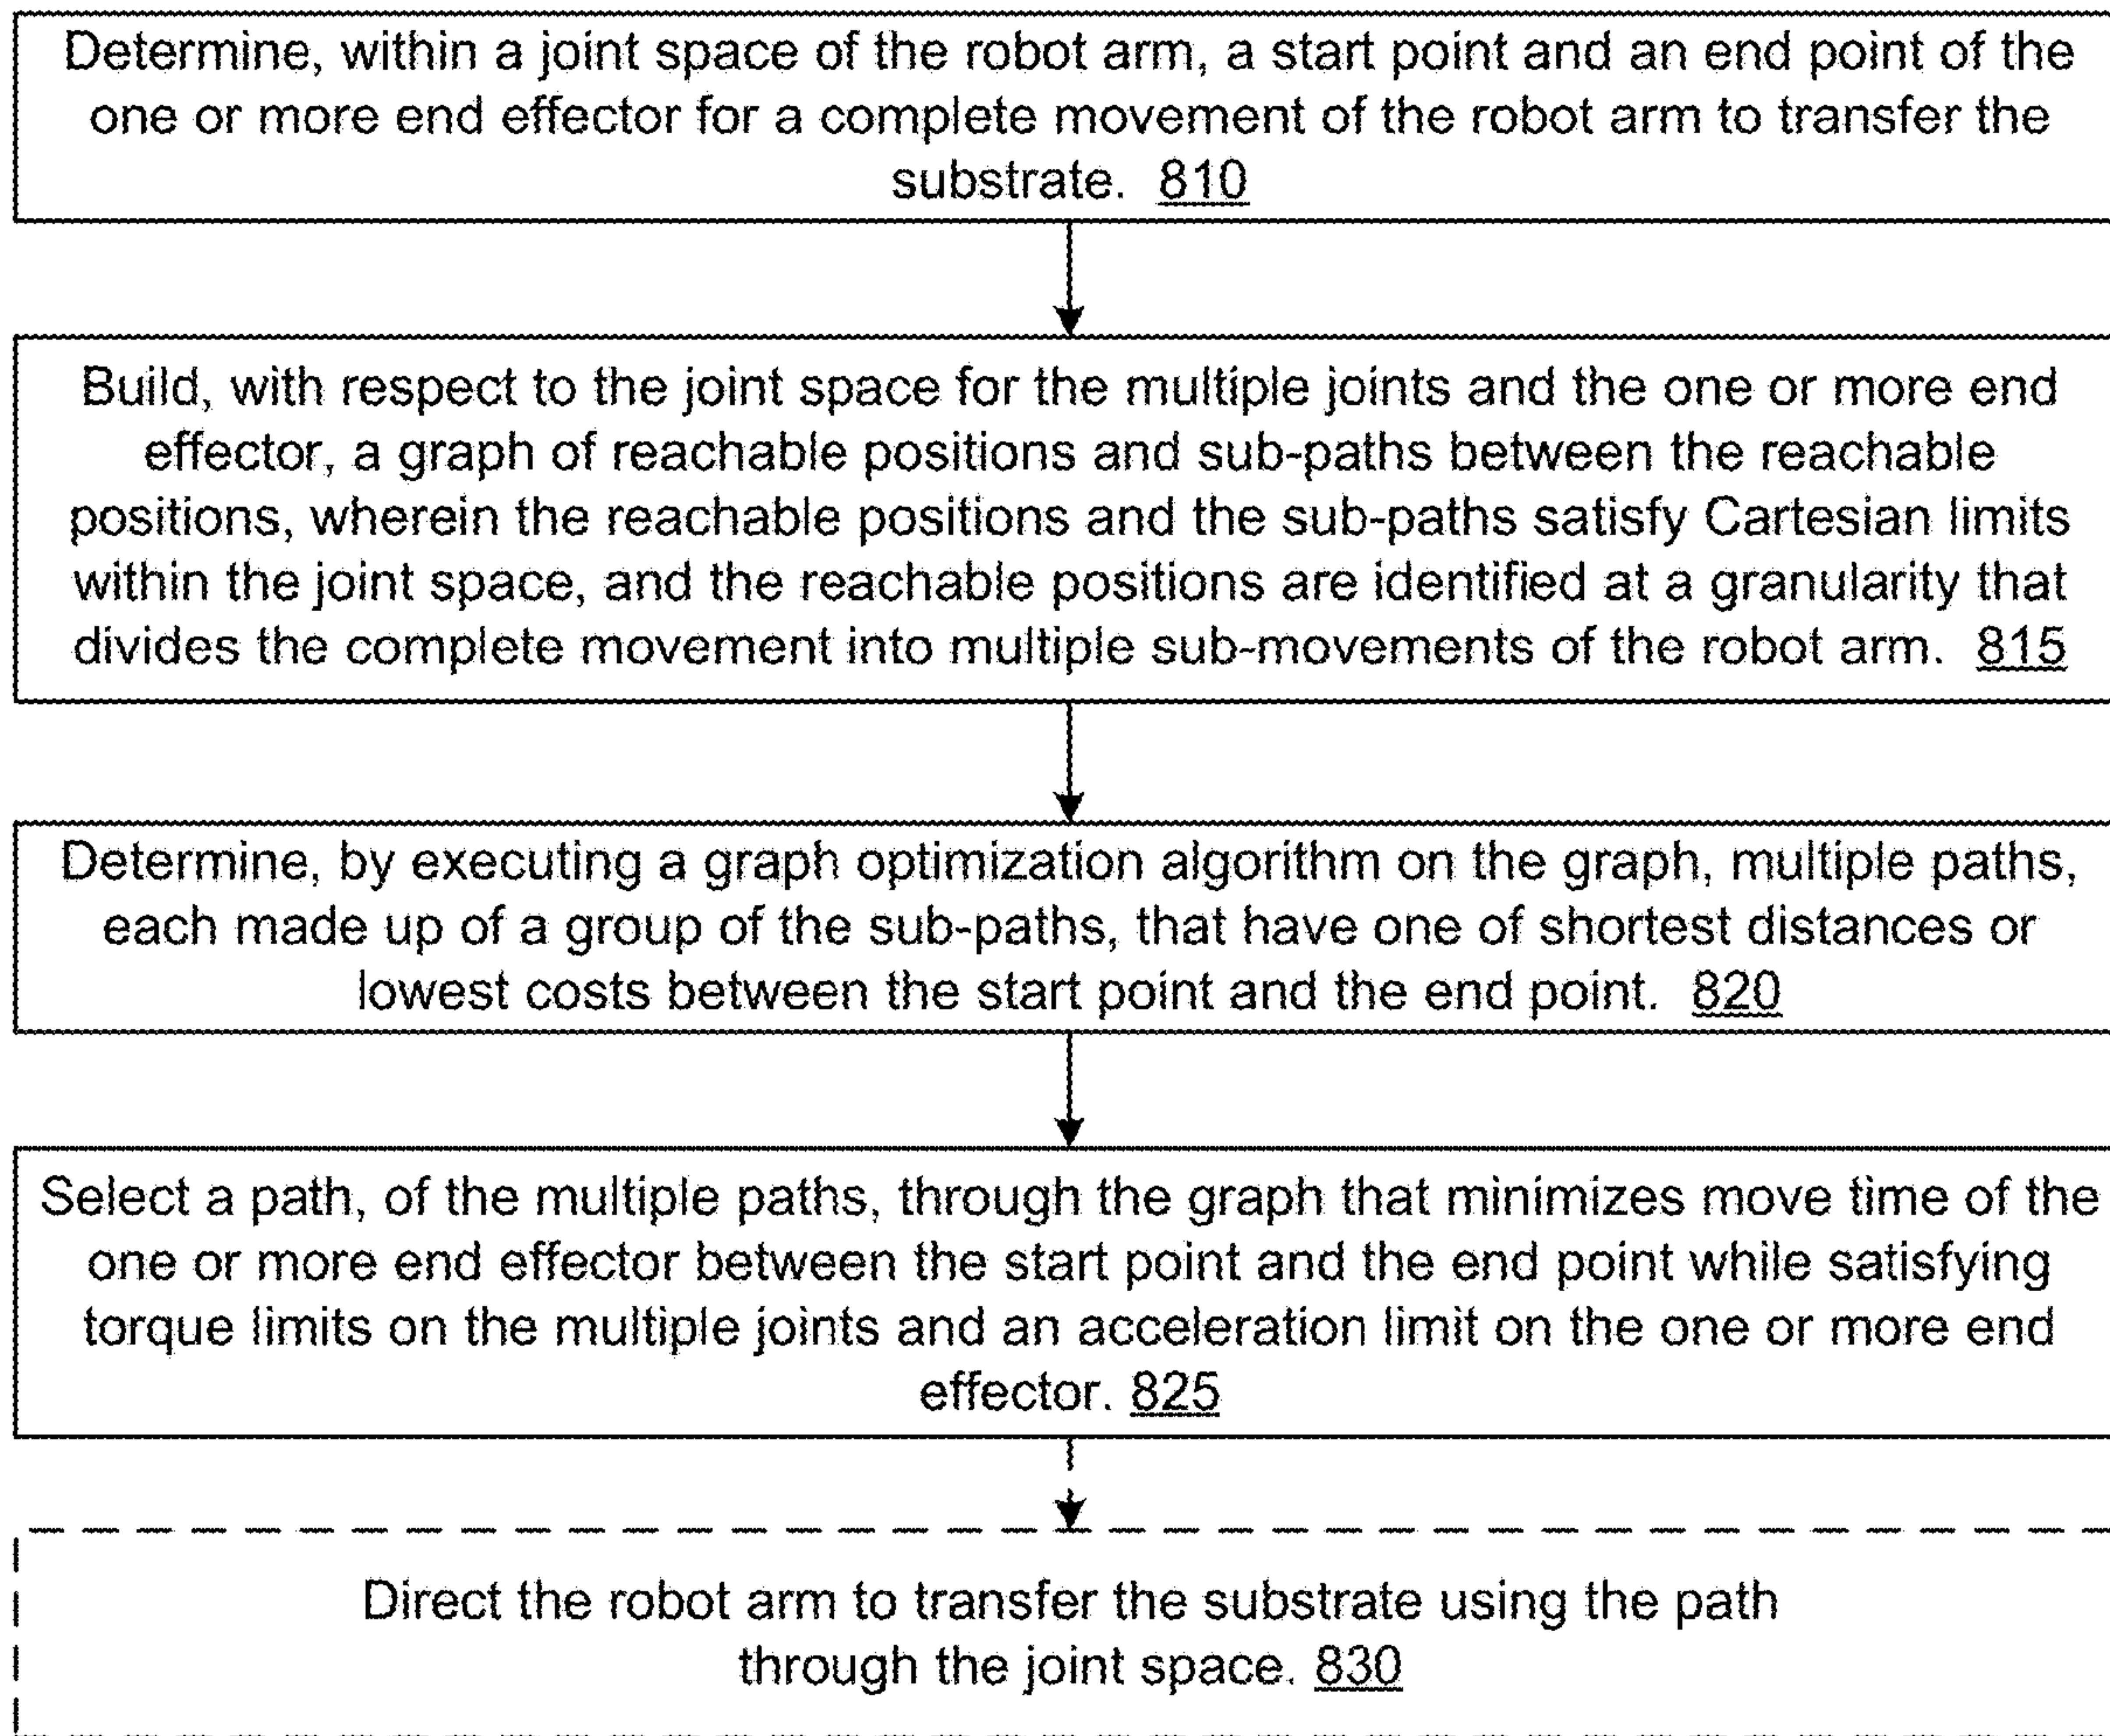 Determine, within a joint space of the robot arm, a start point and an end point of the
one or more end effector for a complete movement of the robot arm to transfer the
substrate. 810
Build, with respect to the joint space for the multiple joints and the one or more end
effector, a graph of reachable positions and sub-paths between the reachable
positions, wherein the reachable positions and the sub-paths satisfy Cartesian limits
within the joint space, and the reachable positions are identified at a granularity that
divides the complete movement into multiple sub-movements of the robot arm. 815
Determine, by executing a graph optimization algorithm on the graph, multiple paths,
each made up of a group of the sub-paths, that have one of shortest distances or
lowest costs between the start point and the end point. 820
Select a path, of the multiple paths, through the graph that minimizes move time of the
one or more end effector between the start point and the end point while satisfying
torque limits on the multiple joints and an acceleration limit on the one or more end
effector. 825
Direct the robot arm to transfer the substrate using the path
through the joint space. 830